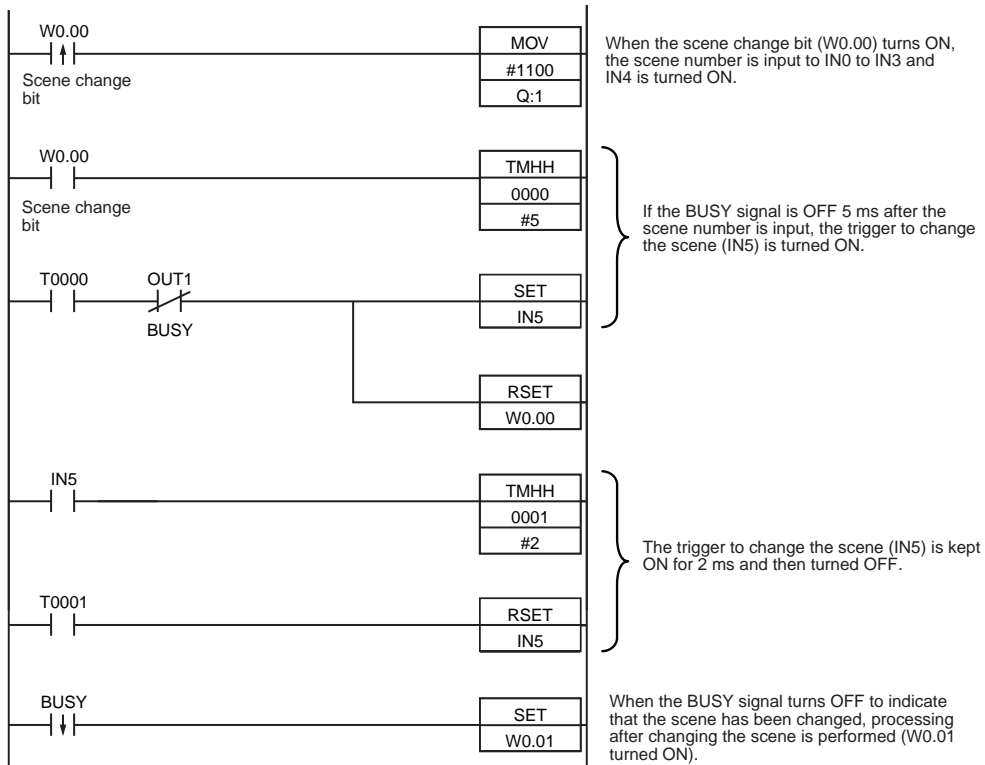 W0.00
Scene change
bit
MOV
#1100
Q:1
When the scene change bit (W0.00) turns ON,
the scene number is input to IN0 to IN3 and
IN4 is turned ON.
W0.00
Scene change
bit
TMHH
0000
#5
If the BUSY signal is OFF 5 ms after the
scene number is input, the trigger to change
the scene (IN5) is turned ON.
T0000
OUT1
BUSY
SET
IN5
RSET
W0.00
IN5
TMHH
0001
#2
The trigger to change the scene (IN5) is kept
ON for 2 ms and then turned OFF.
T0001
RSET
IN5
BUSY
SET
W0.01
When the BUSY signal turns OFF to indicate
that the scene has been changed, processing
after changing the scene is performed (W0.01
turned ON).